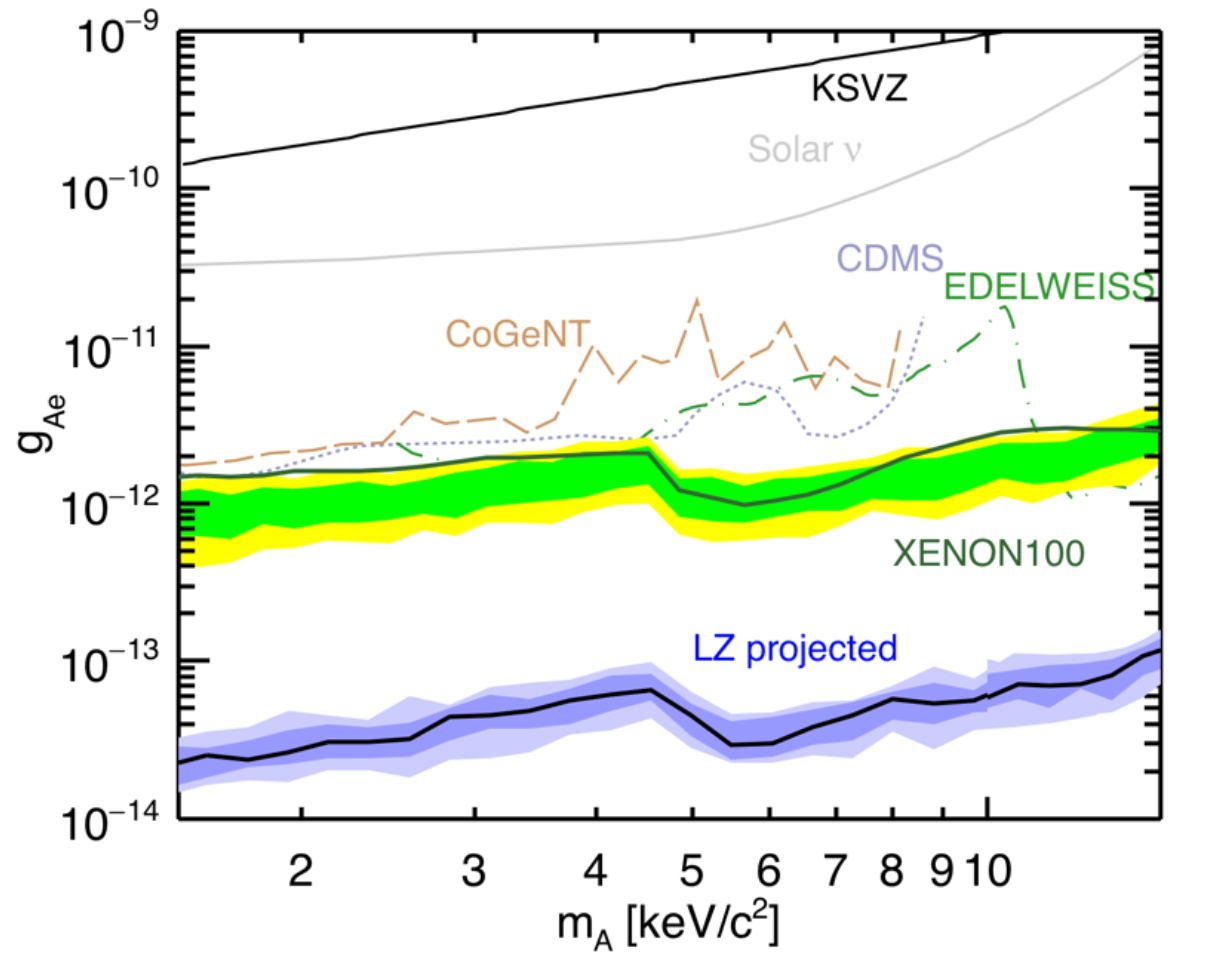 10⁻⁹
KSVZ
Solar ν
10⁻¹⁰
CDMS
EDELWEISS
CoGeNT
10⁻¹¹
g_Ae
10⁻¹²
XENON100
LZ projected
10⁻¹³
10⁻¹⁴
2 3 4 5 6 7 8 9 10
m_A [keV/c²]